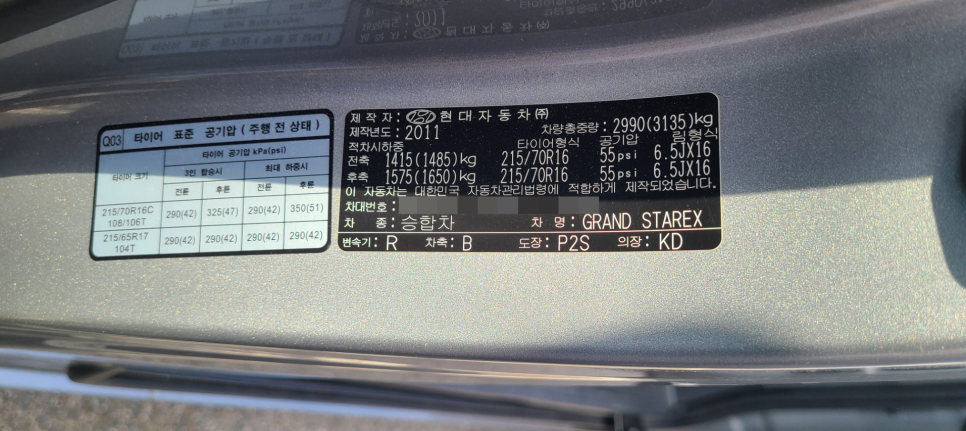 Q03 타이어 표준 공기압 ( 주행 전 상태 )
타이어 크기
타이어 공기압 kPa(psi)
3인 탑승시 최대 하중시
전륜 후륜 전륜 후륜
215/70R16C 108/106T 290(42) 325(47) 290(42) 350(51)
215/65R17 104T 290(42) 290(42) 290(42) 290(42)
제 작 자 : 현대자동차㈜
제작년도 : 2011 차량총중량 : 2990(3135)kg
적차시하중 타이어형식 공기압 림형식
전축 1415(1485)kg 215/70R16 55psi 6.5JX16
후축 1575(1650)kg 215/70R16 55psi 6.5JX16
이 자동차는 대한민국 자동차관리법령에 적합하게 제작되었습니다.
차대번호 :
차 종 : 승합차 차 명 : GRAND STAREX
변속기 : R 차축 : B 도장 : P2S 의장 : KD